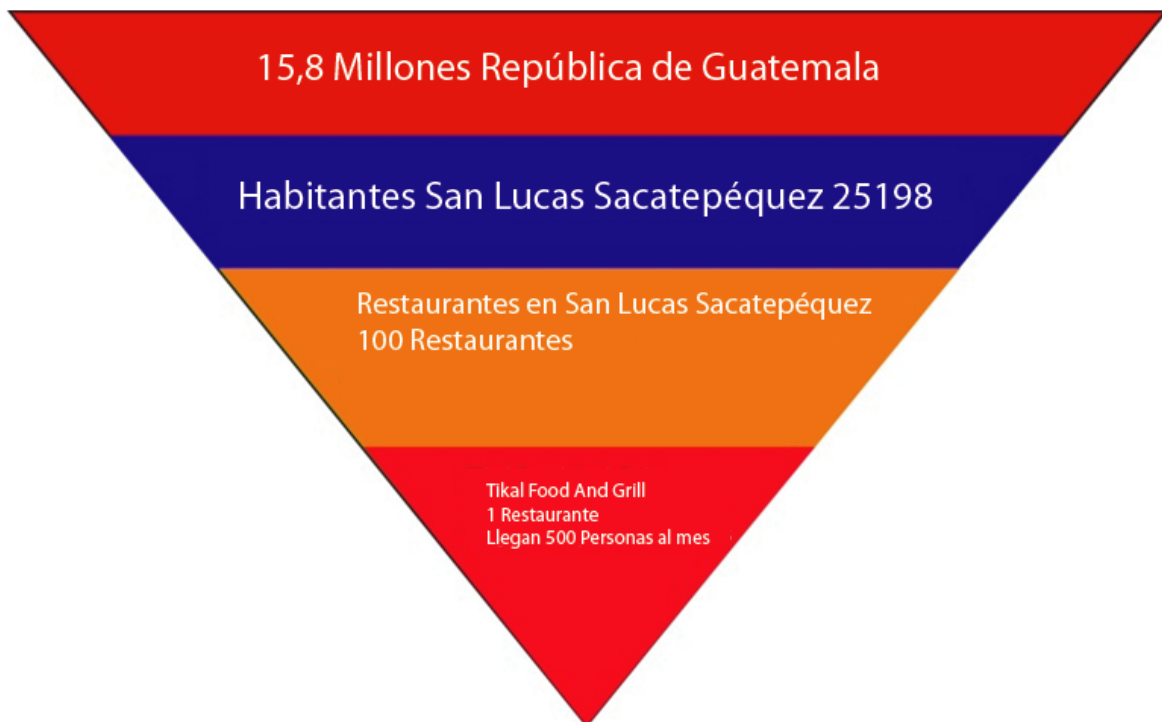 15,8 Millones República de Guatemala
Habitantes San Lucas Sacatepéquez 25198
Restaurantes en San Lucas Sacatepéquez
100 Restaurantes
Tikal Food And Grill
1 Restaurante
Llegan 500 Personas al mes